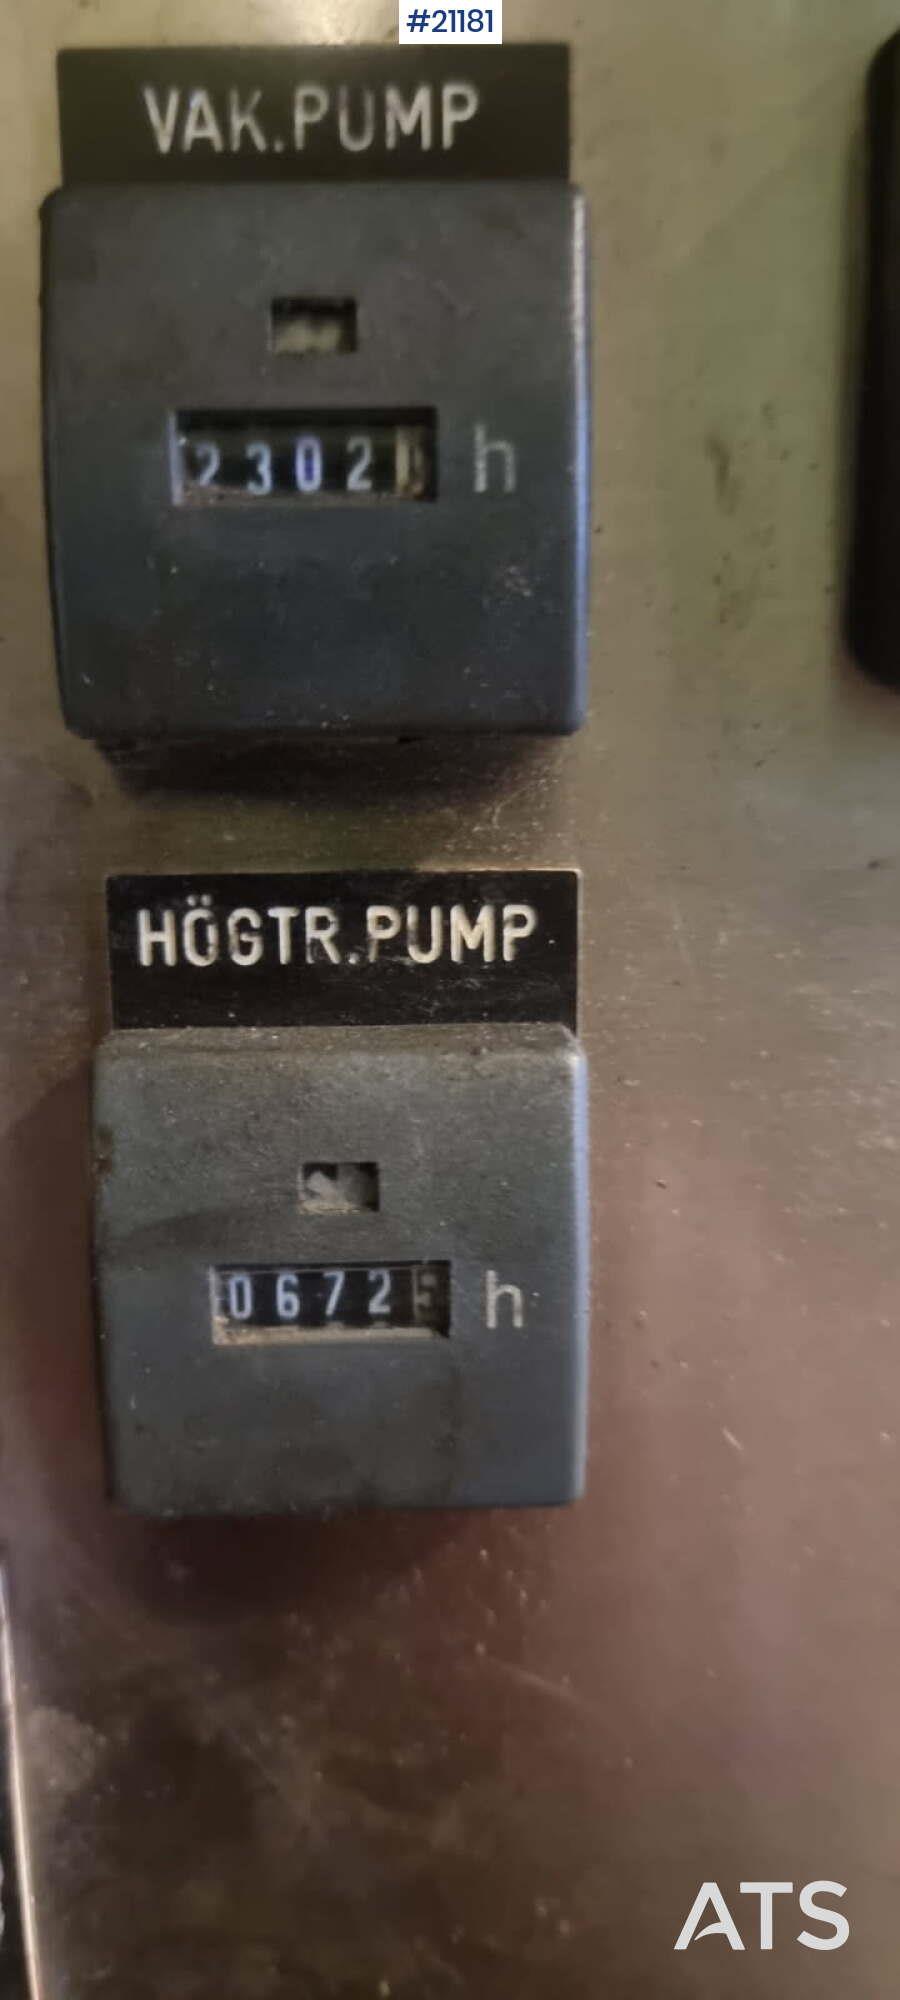 #21181
VAK.PUMP
2302 h
HÖGTR.PUMP
0672 h
ATS